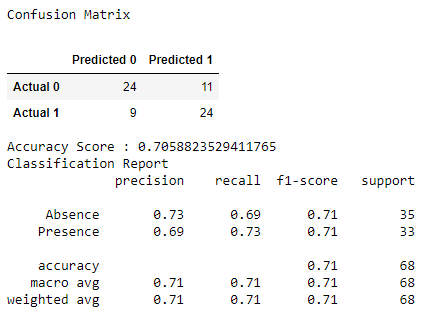 Confusion Matrix
Predicted 0 Predicted 1
Actual 0 24 11
Actual 1 9 24
Accuracy Score : 0.7058823529411765
Classification Report
precision recall f1-score support
Absence 0.73 0.69 0.71 35
Presence 0.69 0.73 0.71 33
accuracy 0.71 68
macro avg 0.71 0.71 0.71 68
weighted avg 0.71 0.71 0.71 68